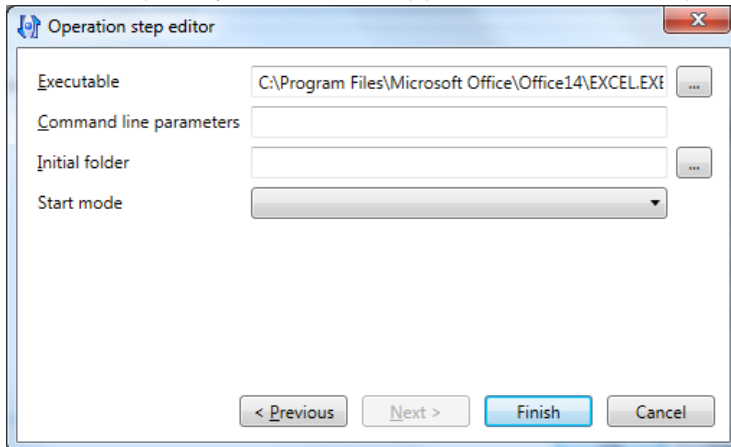 Operation step editor
Executable C:\Program Files\Microsoft Office\Office14\EXCEL.EXE ...
Command line parameters
Initial folder ...
Start mode
< Previous Next > Finish Cancel